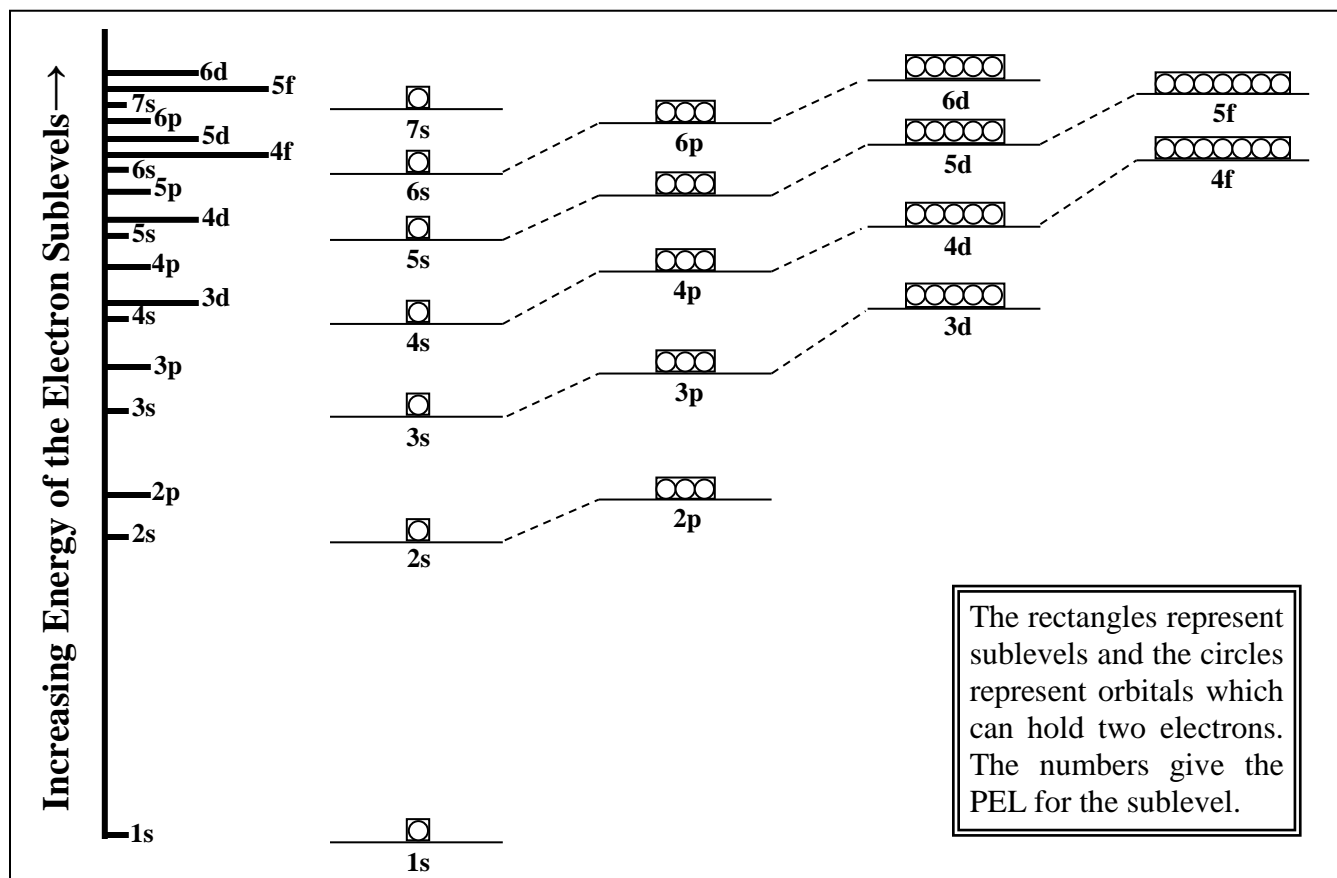 Increasing Energy of the Electron Sublevels→
6d
5f
7s
6p
5d
4f
6s
5p
4d
5s
4p
3d
4s
3p
3s
2p
2s
1s
7s
6s
5s
4s
3s
2s
1s
6p
4p
3p
2p
6d
5d
4d
3d
5f
4f
The rectangles represent
sublevels and the circles
represent orbitals which
can hold two electrons.
The numbers give the
PEL for the sublevel.